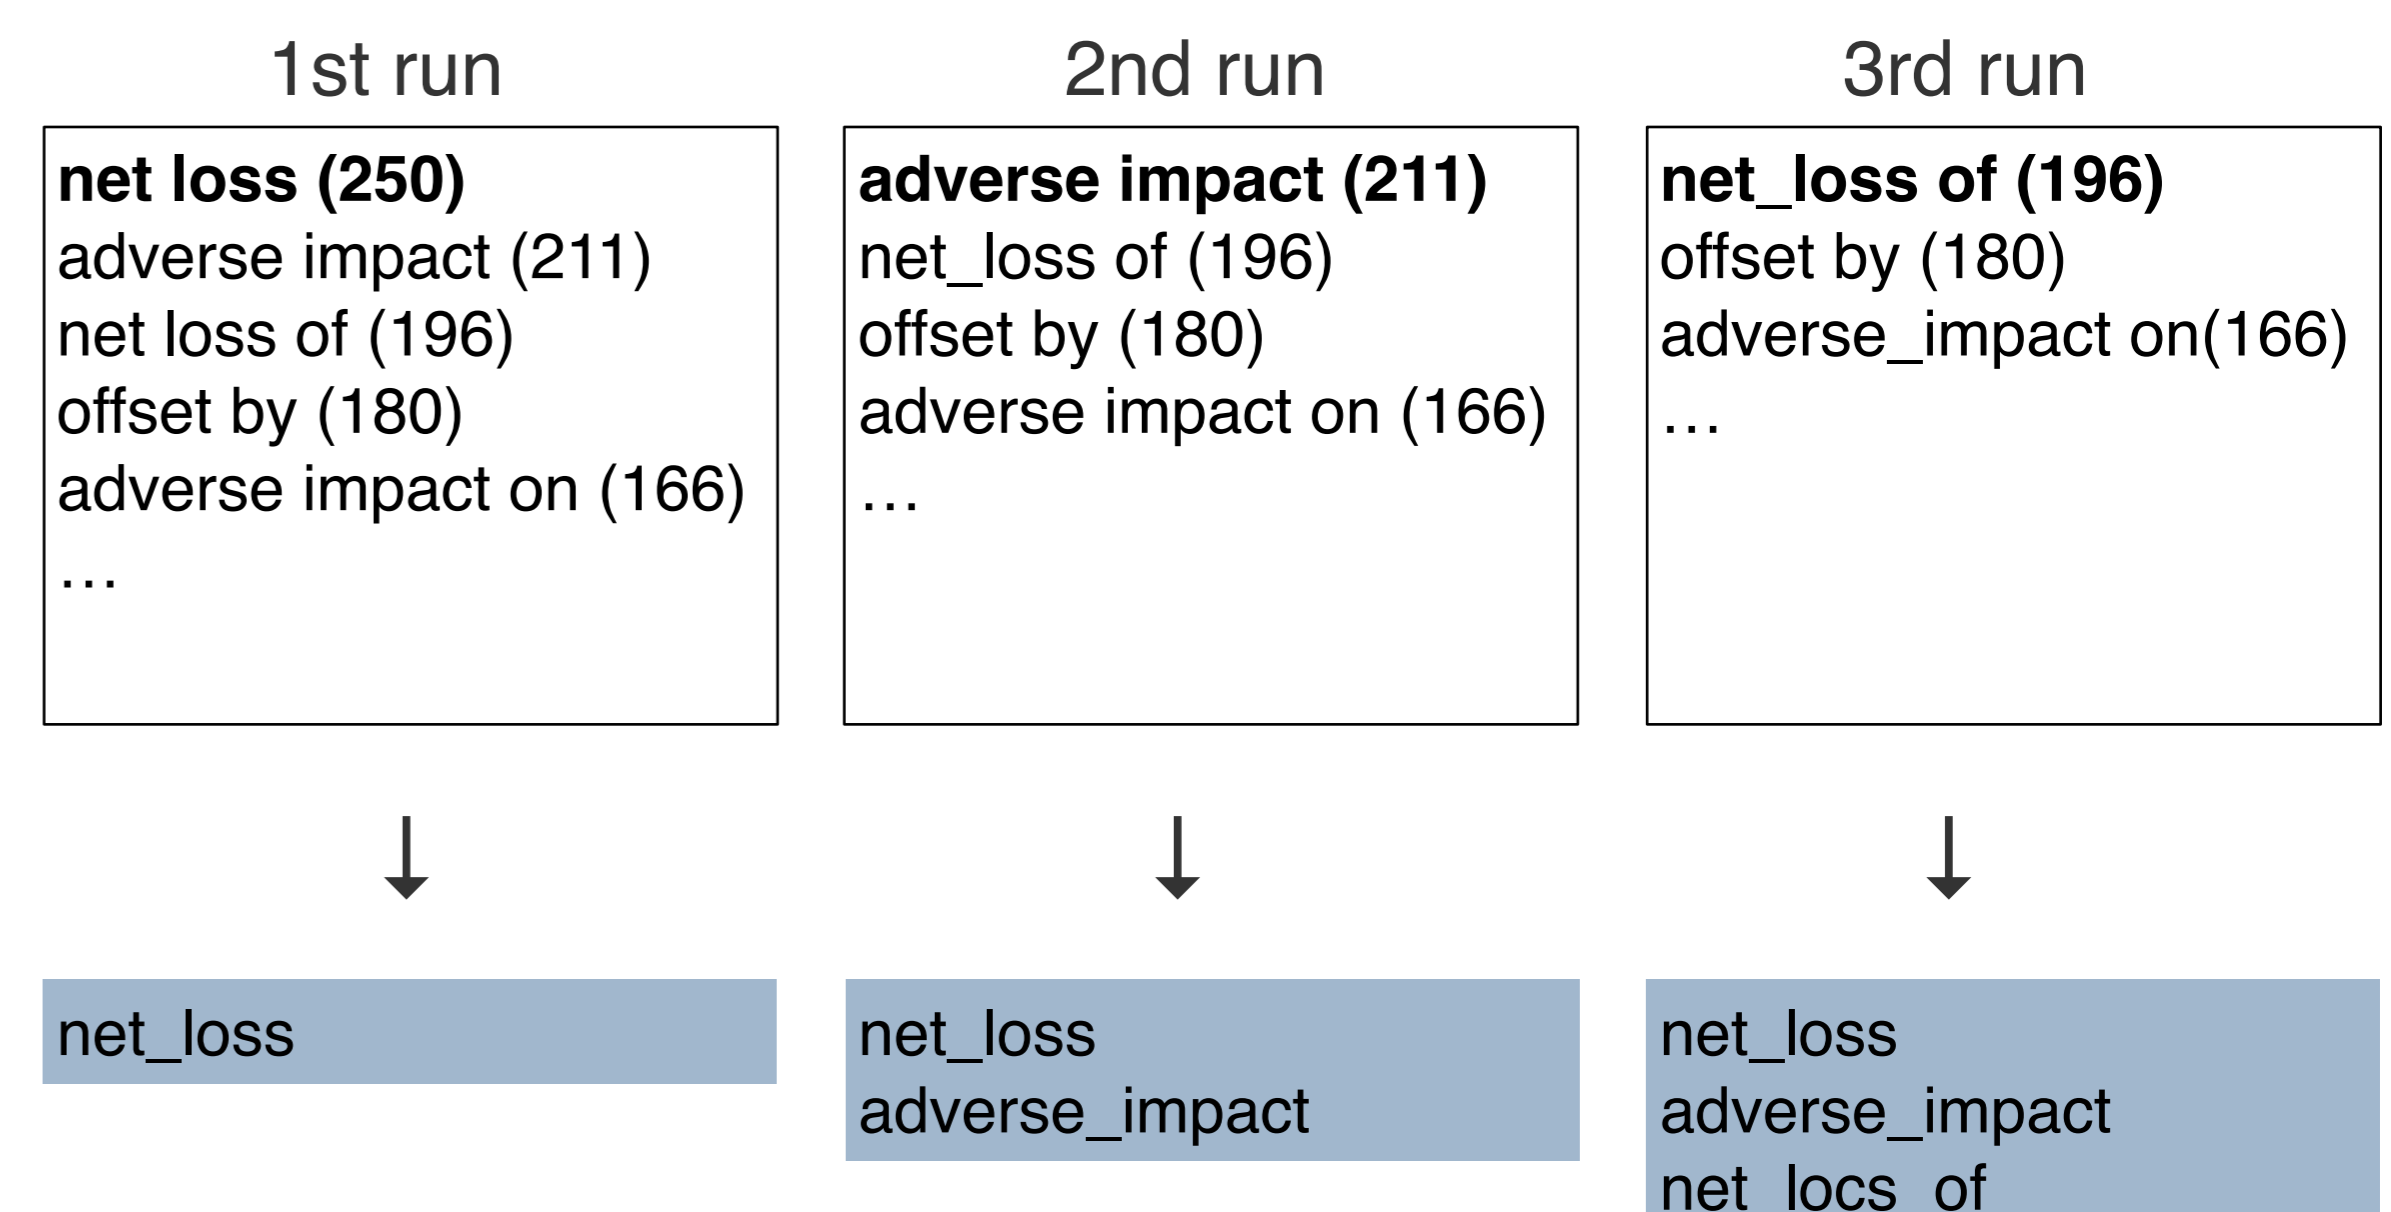 1st run
net loss (250)
adverse impact (211)
net loss of (196)
offset by (180)
adverse impact on (166)
…
net_loss
2nd run
adverse impact (211)
net_loss of (196)
offset by (180)
adverse impact on (166)
…
net_loss
adverse_impact
3rd run
net_loss of (196)
offset by (180)
adverse_impact on(166)
…
net_loss
adverse_impact
net_locs_of